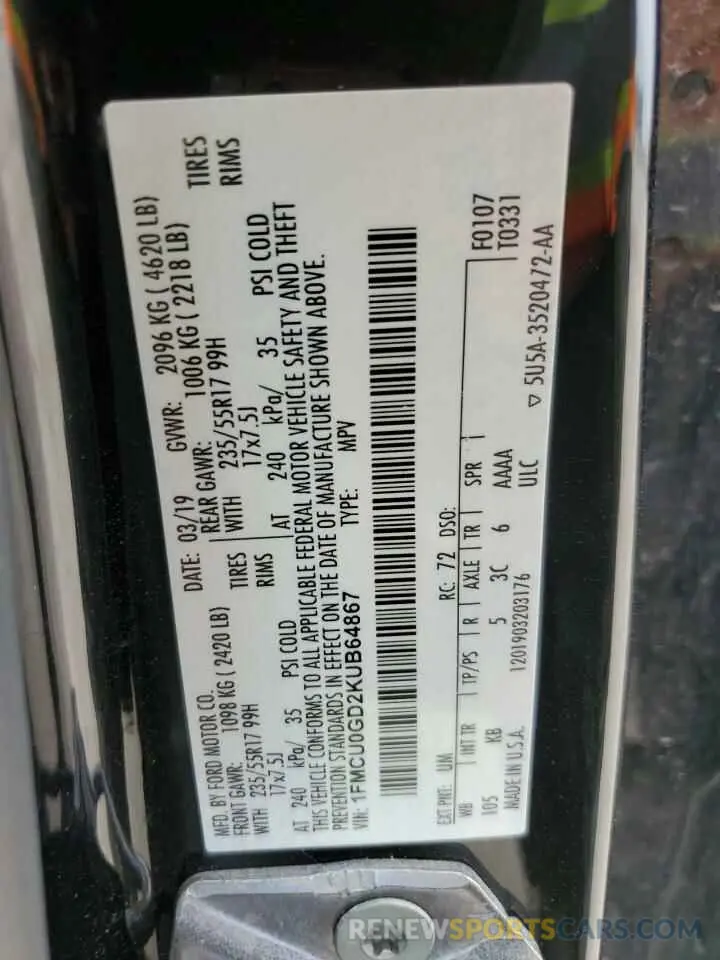 MFD. BY FORD MOTOR CO.
DATE: 03/19 GVWR: 2096 KG ( 4620 LB)
FRONT GAWR: 1098 KG ( 2420 LB) REAR GAWR: 1006 KG ( 2218 LB)
WITH 235/55R17 99H TIRES WITH 235/55R17 99H TIRES
17x7.5J RIMS 17x7.5J RIMS
AT 240 kPa/ 35 PSI COLD AT 240 kPa/ 35 PSI COLD
THIS VEHICLE CONFORMS TO ALL APPLICABLE FEDERAL MOTOR VEHICLE SAFETY AND THEFT
PREVENTION STANDARDS IN EFFECT ON THE DATE OF MANUFACTURE SHOWN ABOVE.
VIN: 1FMCU0GD2KUB64867 TYPE: MPV
EXT PNT: UM RC: 72 DSO: F0107
WB INT TR TP/PS R AXLE TR SPR T0331
105 KB 5 3C 6 AAAA
ULC
MADE IN U.S.A. 1201903203176
▽ 5U5A-3520472-AA
RENEWSPORTSCARS.COM